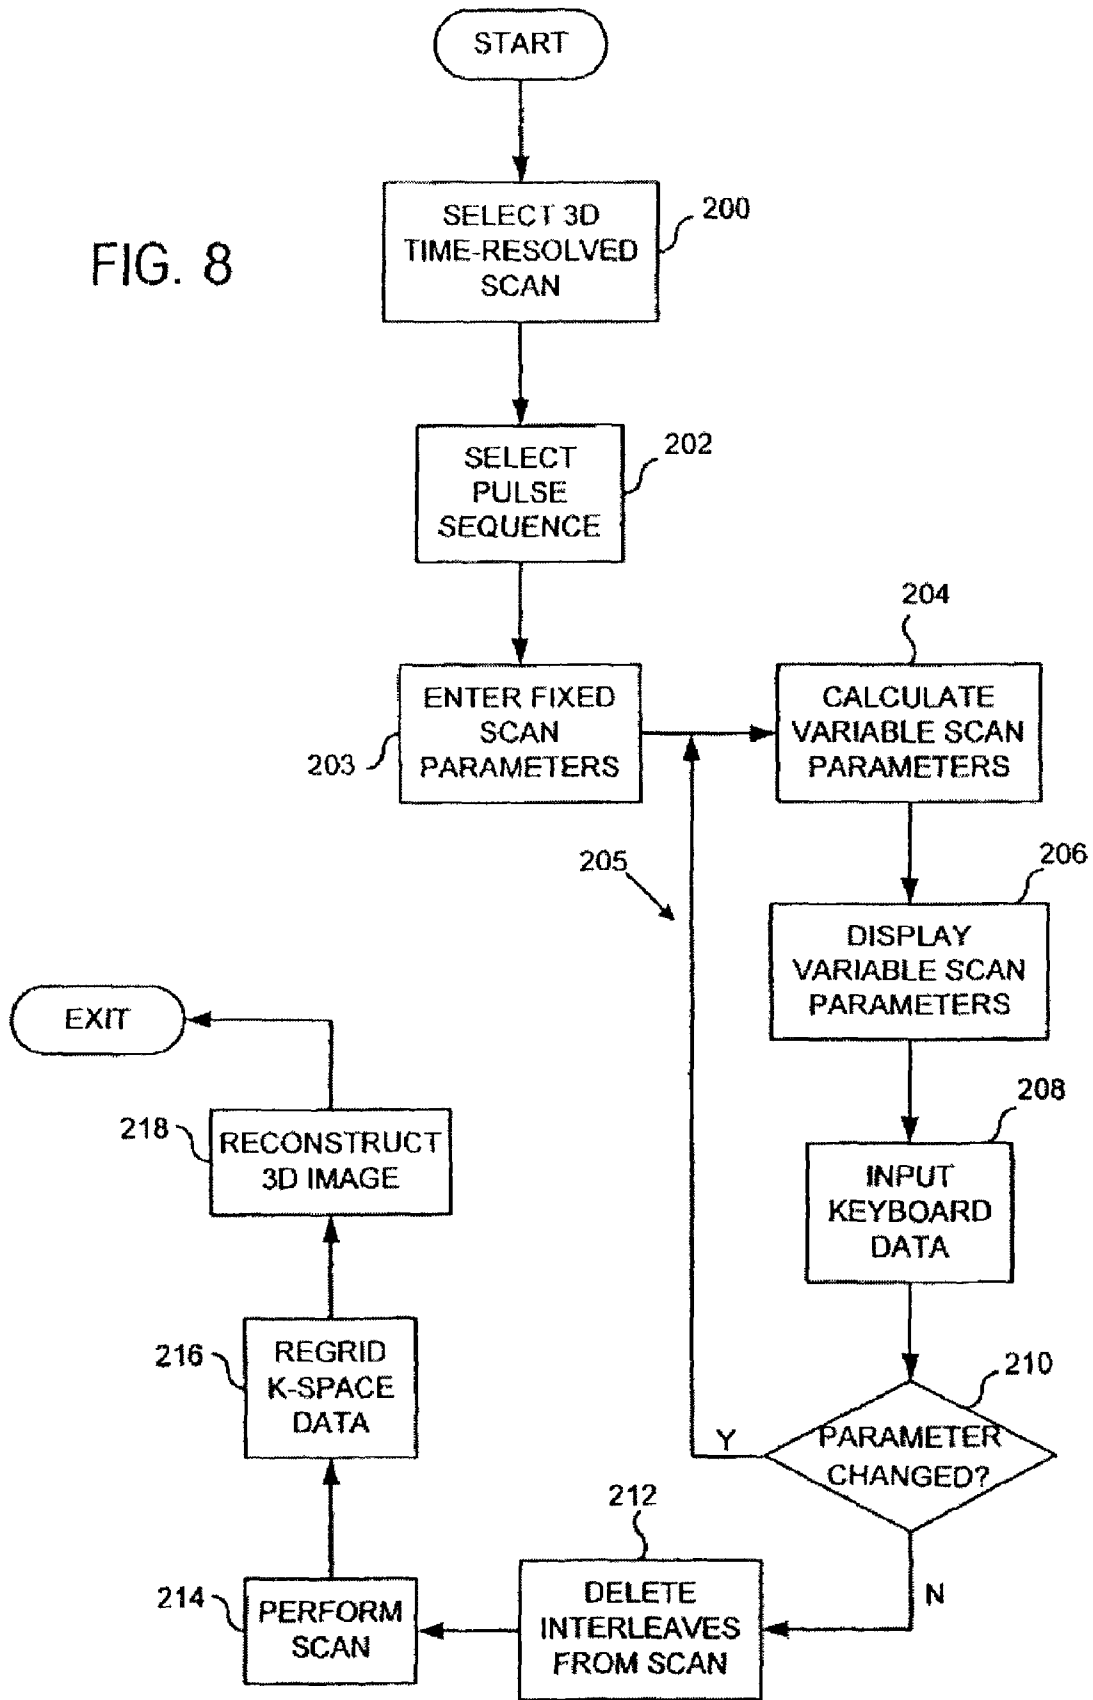 START
FIG. 8
SELECT 3D
TIME-RESOLVED
SCAN
200
SELECT
PULSE
SEQUENCE
202
ENTER FIXED
SCAN
PARAMETERS
203
204
CALCULATE
VARIABLE SCAN
PARAMETERS
205
206
DISPLAY
VARIABLE SCAN
PARAMETERS
208
INPUT
KEYBOARD
DATA
210
PARAMETER
CHANGED?
Y
N
212
DELETE
INTERLEAVES
FROM SCAN
214
PERFORM
SCAN
216
REGRID
K-SPACE
DATA
218
RECONSTRUCT
3D IMAGE
EXIT